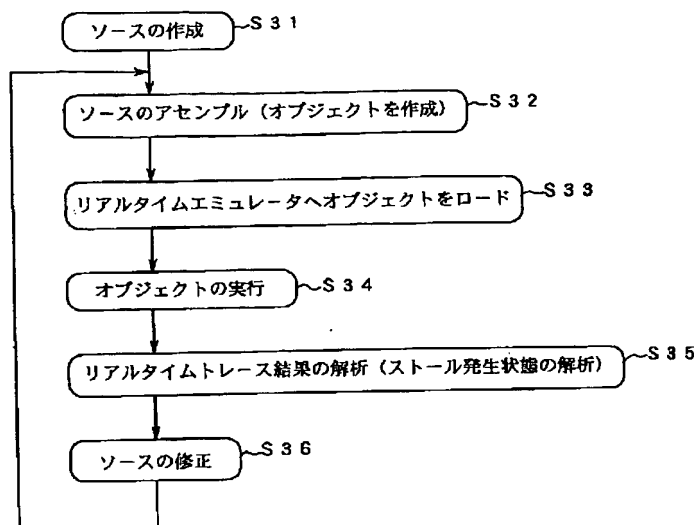 ソースの作成 S31
ソースのアセンブル（オブジェクトを作成） S32
リアルタイムエミュレータへオブジェクトをロード S33
オブジェクトの実行 S34
リアルタイムトレース結果の解析（ストール発生状態の解析） S35
ソースの修正 S36